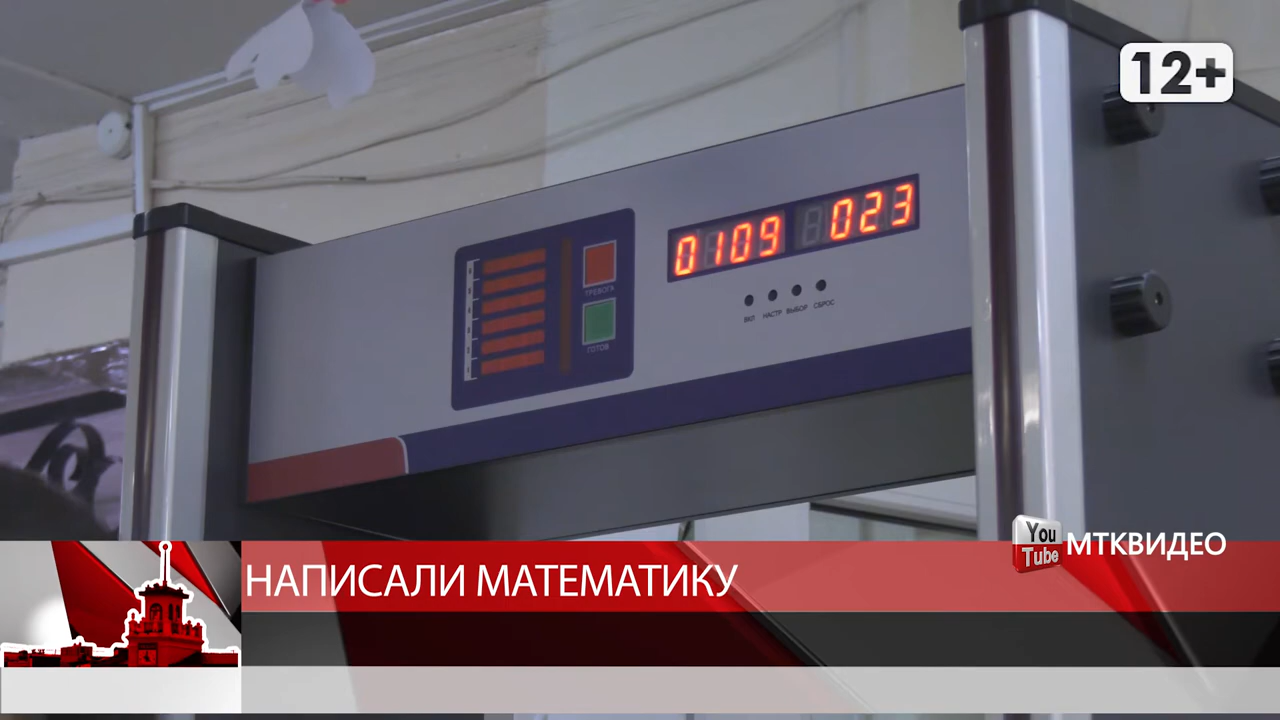 12+
0109 023
ТРЕВОГА
ГОТОВ
ВКЛ НАСТР ВЫБОР СБРОС
You
Tube
МТКВИДЕО
НАПИСАЛИ МАТЕМАТИКУ